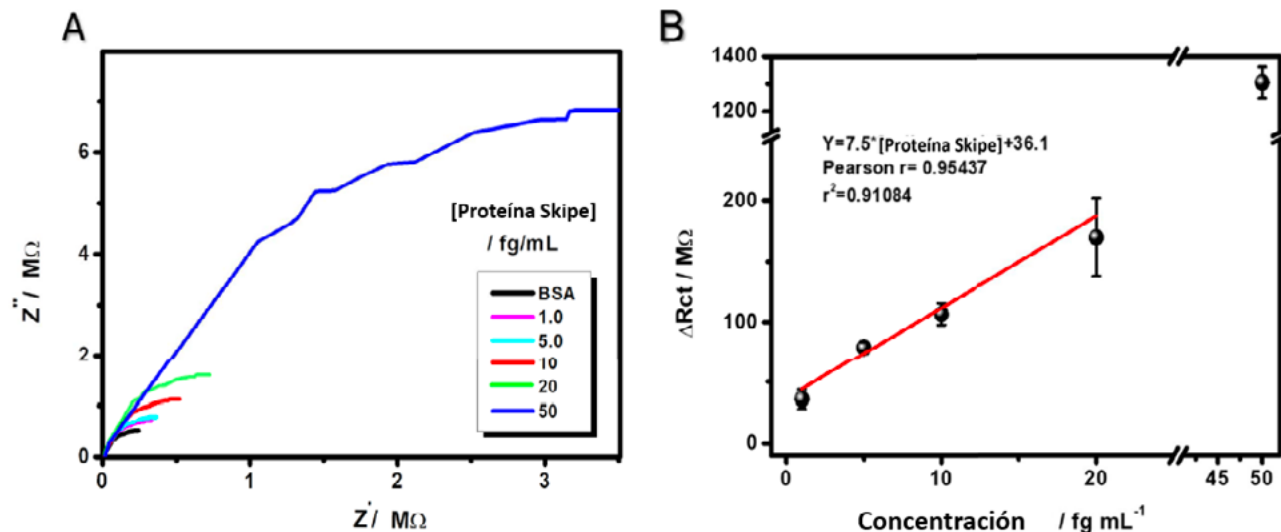 A
Z''/ MΩ
6
4
2
0
0
1
2
3
Z'/ MΩ
[Proteína Skipe]
/ fg/mL
BSA
1.0
5.0
10
20
50
B
ΔRct / MΩ
1400
1200
200
100
0
Y=7.5*[Proteína Skipe]+36.1
Pearson r= 0.95437
r²=0.91084
0
10
20
45
50
Concentración / fg mL⁻¹